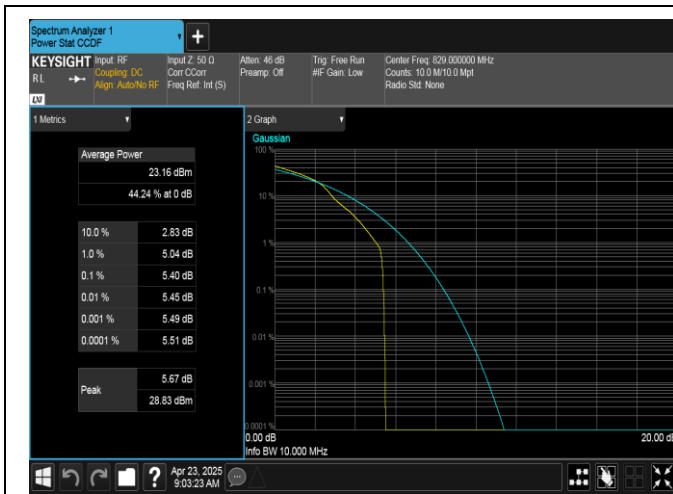 Spectrum Analyzer 1
Power Stat CCDF
KEYSIGHT
R L
LXI
Input: RF
Coupling: DC
Align: Auto/No RF
Input Z: 50 Ω
Corr CCorr
Freq Ref: Int (S)
Atten: 46 dB
Preamp: Off
Trig: Free Run
#IF Gain: Low
Center Freq: 829.000000 MHz
Counts: 10.0 M/10.0 Mpt
Radio Std: None
1 Metrics
Average Power
23.16 dBm
44.24 % at 0 dB
10.0 % 2.83 dB
1.0 % 5.04 dB
0.1 % 5.40 dB
0.01 % 5.45 dB
0.001 % 5.49 dB
0.0001 % 5.51 dB
Peak
5.67 dB
28.83 dBm
2 Graph
Gaussian
100 %
10 %
1 %
0.1 %
0.01 %
0.001 %
0.0001 %
0.00 dB
20.00 dB
Info BW 10.000 MHz
?
Apr 23, 2025
9:03:23 AM